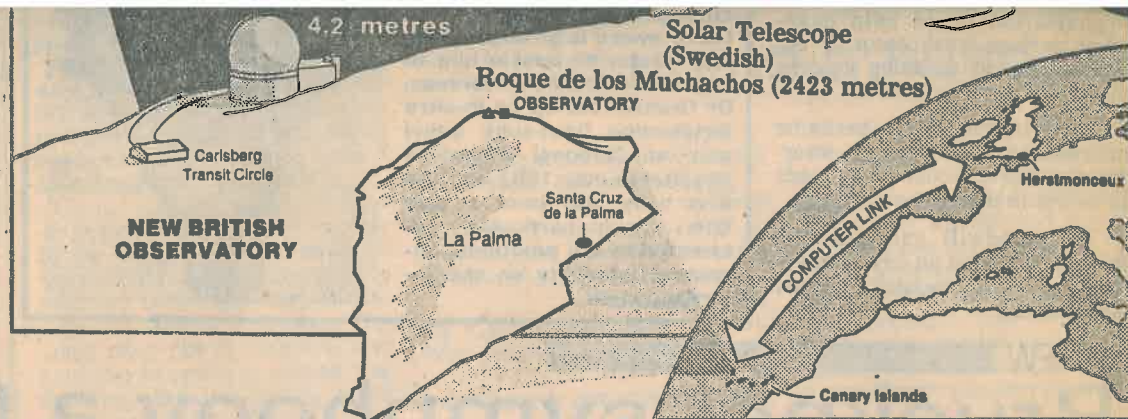 4.2 metres
Solar Telescope
(Swedish)
Roque de los Muchachos (2423 metres)
OBSERVATORY
Carlsberg
Transit Circle
NEW BRITISH
OBSERVATORY
Santa Cruz
de la Palma
La Palma
COMPUTER LINK
Herstmonceux
Canary Islands